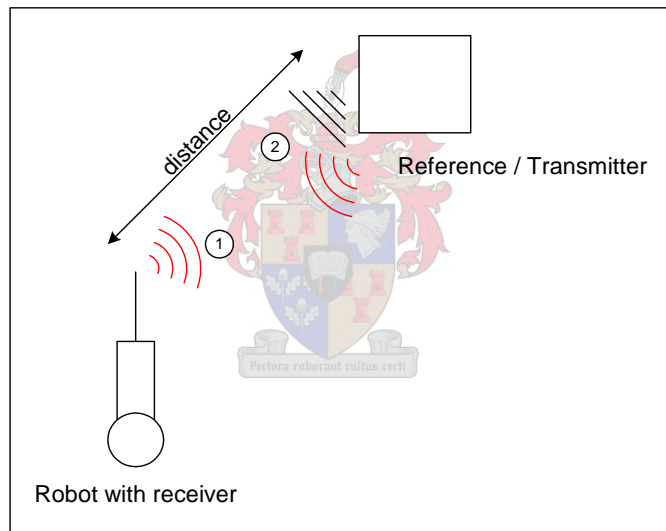 distance
2
Reference / Transmitter
1
Pectora roborant cultus recti
Robot with receiver